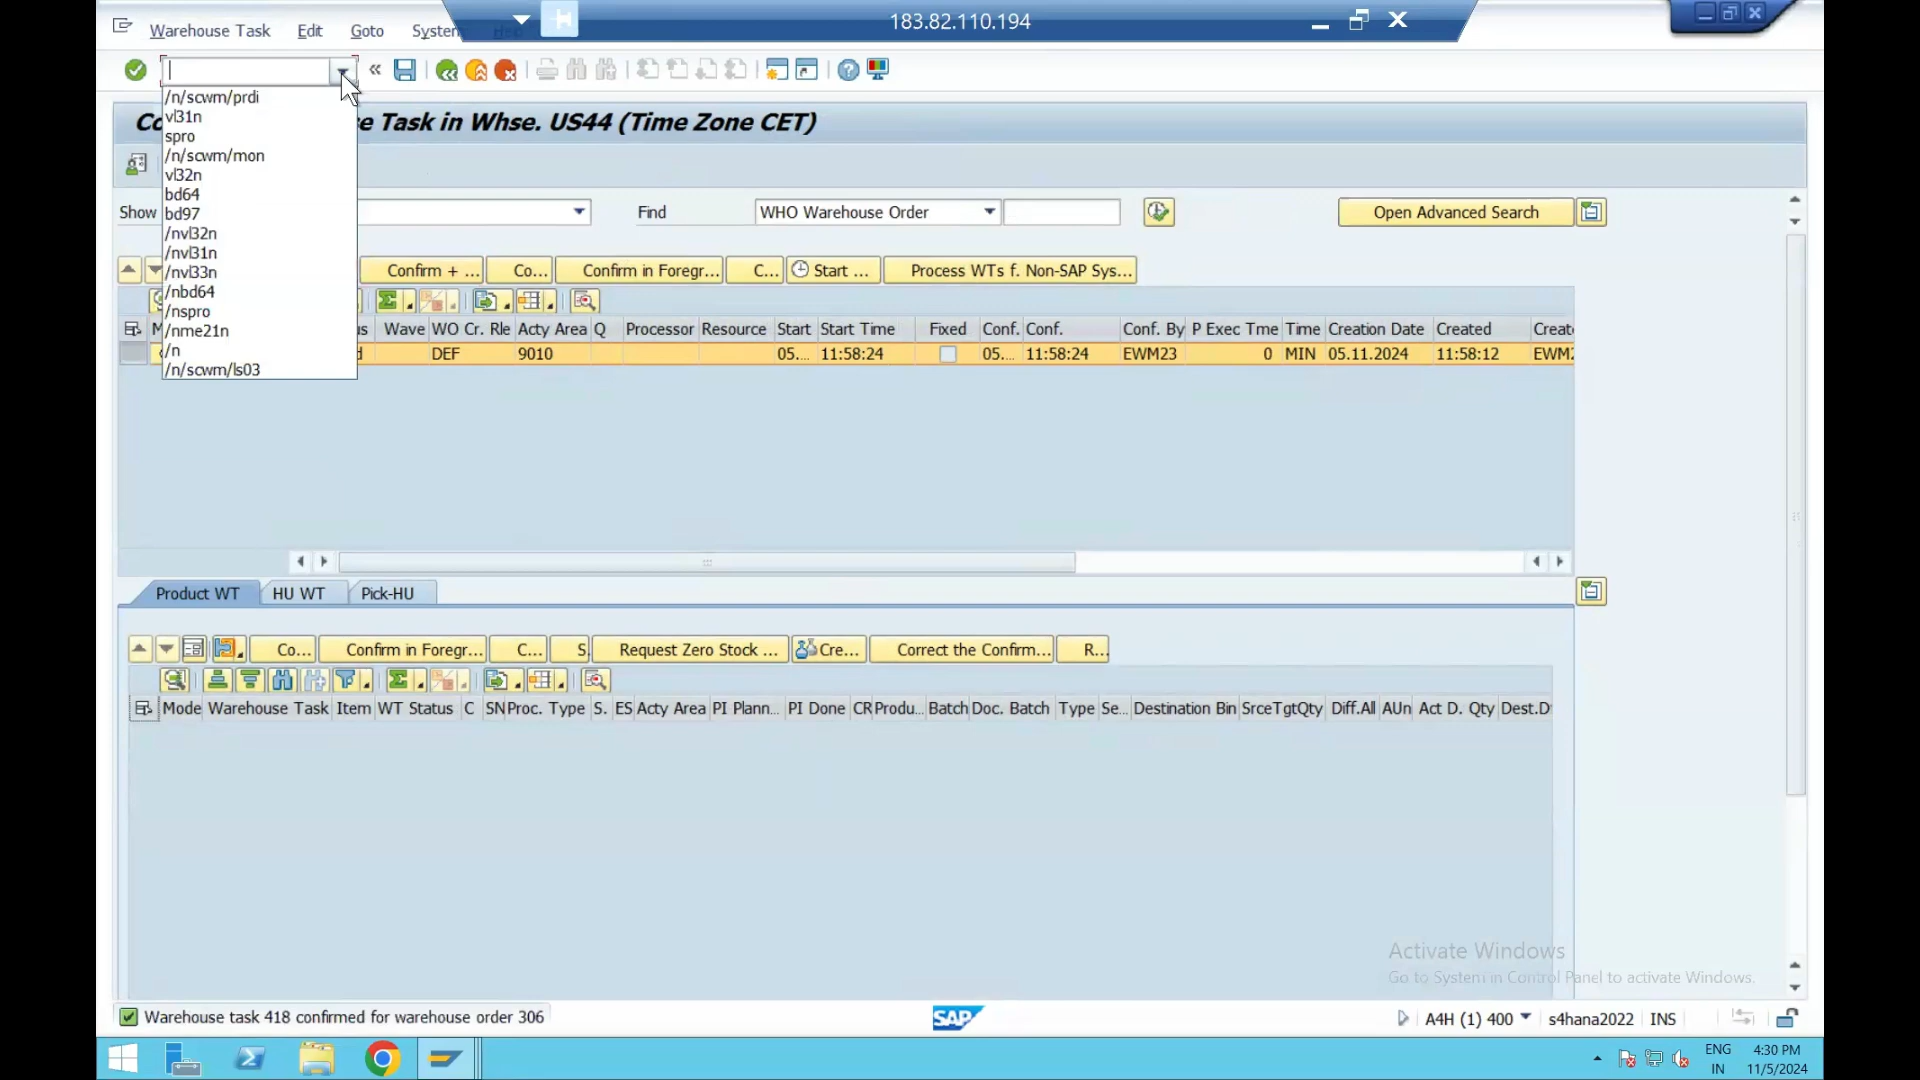 183.82.110.194
Warehouse Task Edit Goto System
/n/scwm/prdi
vl31n
spro
/n/scwm/mon
vl32n
bd64
bd97
/nvl32n
/nvl31n
/nvl33n
/nbd64
/nspro
/nme21n
/n
/n/scwm/ls03
Co e Task in Whse. US44 (Time Zone CET)
Show Find WHO Warehouse Order Open Advanced Search
Confirm + ... Co... Confirm in Foregr... C... Start ... Process WTs f. Non-SAP Sys...
M us Wave WO Cr. Rle Acty Area Q Processor Resource Start Start Time Fixed Conf. Conf. Conf. By P Exec Tme Time Creation Date Created Create
d DEF 9010 05.... 11:58:24 05.... 11:58:24 EWM23 0 MIN 05.11.2024 11:58:12 EWM2
Product WT HU WT Pick-HU
Co... Confirm in Foregr... C... S. Request Zero Stock ... Cre... Correct the Confirm... R...
Mode Warehouse Task Item WT Status C SN Proc. Type S. ES Acty Area PI Plann... PI Done CR Produ... Batch Doc. Batch Type Se... Destination Bin SrceTgtQty Diff.All AUn Act D. Qty Dest.D
Activate Windows
Go to System in Control Panel to activate Windows.
Warehouse task 418 confirmed for warehouse order 306 SAP A4H (1) 400 s4hana2022 INS
ENG 4:30 PM
IN 11/5/2024